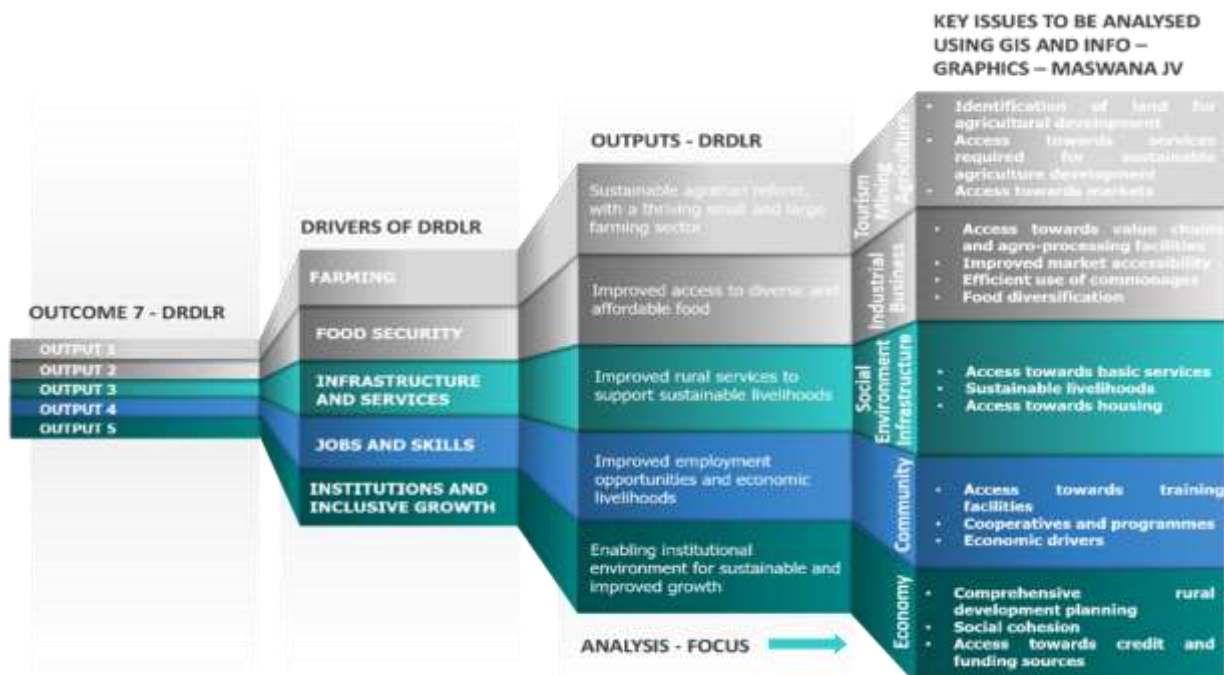 OUTCOME 7 - DRDLR
OUTPUT 1
OUTPUT 2
OUTPUT 3
OUTPUT 4
OUTPUT 5
DRIVERS OF DRDLR
FARMING
FOOD SECURITY
INFRASTRUCTURE
AND SERVICES
JOBS AND SKILLS
INSTITUTIONS AND
INCLUSIVE GROWTH
OUTPUTS - DRDLR
Sustainable agrarian reform,
with a thriving small and large
farming sector
Improved access to diverse and
affordable food
Improved rural services to
support sustainable livelihoods
Improved employment
opportunities and economic
livelihoods
Enabling institutional
environment for sustainable and
improved growth
ANALYSIS - FOCUS
Tourism
Mining
Agriculture
Industrial
Business
Social
Environment
Infrastructure
Community
Economy
KEY ISSUES TO BE ANALYSED
USING GIS AND INFO –
GRAPHICS – MASWANA JV
• Identification of land for
agricultural development
• Access towards services
required for sustainable
agriculture development
• Access towards markets
• Access towards value chains
and agro-processing facilities
• Improved market accessibility
• Efficient use of commonages
• Food diversification
• Access towards basic services
• Sustainable livelihoods
• Access towards housing
• Access towards training
facilities
• Cooperatives and programmes
• Economic drivers
• Comprehensive rural
development planning
• Social cohesion
• Access towards credit and
funding sources